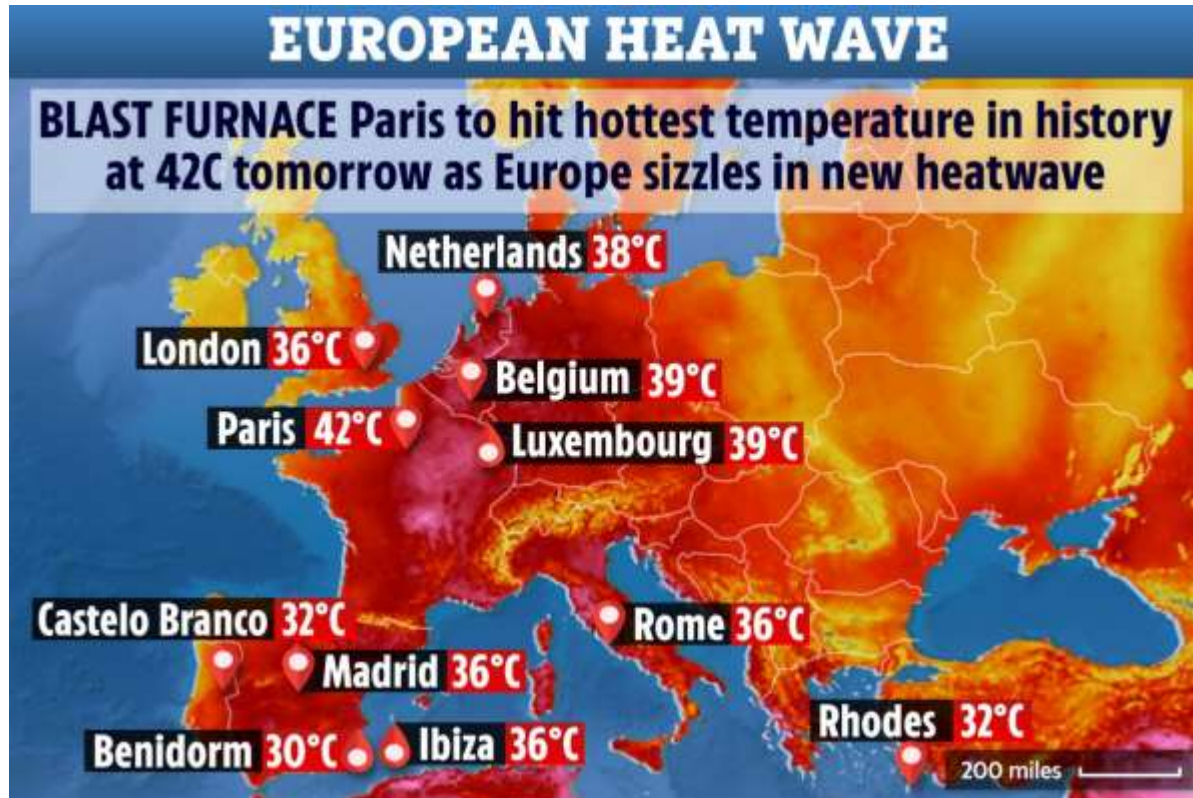 EUROPEAN HEAT WAVE
BLAST FURNACE Paris to hit hottest temperature in history
at 42C tomorrow as Europe sizzles in new heatwave
Netherlands 38°C
London 36°C
Belgium 39°C
Paris 42°C
Luxembourg 39°C
Castelo Branco 32°C
Rome 36°C
Madrid 36°C
Rhodes 32°C
Benidorm 30°C
Ibiza 36°C
200 miles